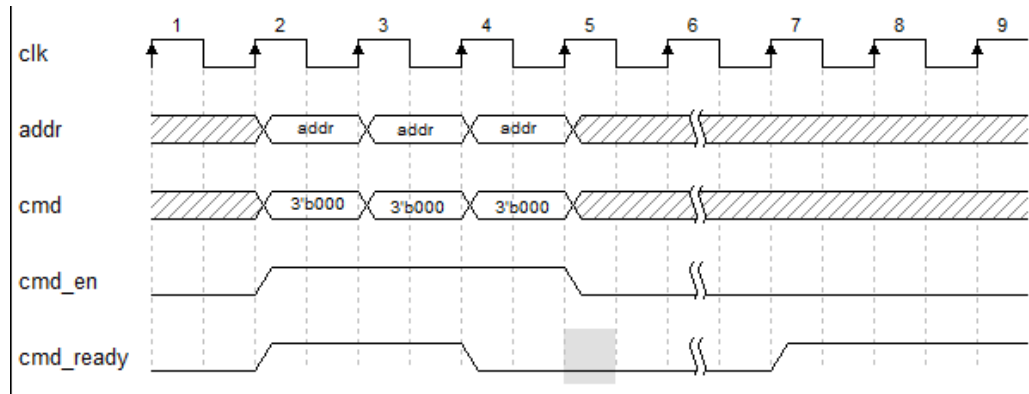 1 2 3 4 5 6 7 8 9
clk
addr addr addr addr
cmd 3'b000 3'b000 3'b000
cmd_en
cmd_ready